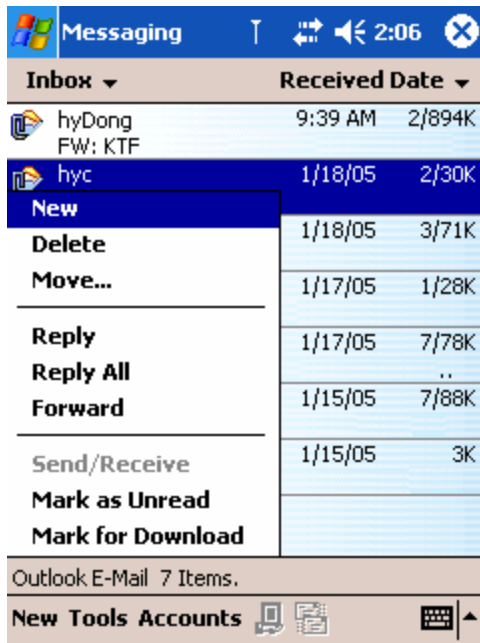 Messaging 2:06
Inbox Received Date
hyDong 9:39 AM 2/894K
FW: KTF
hyc 1/18/05 2/30K
New
Delete 1/18/05 3/71K
Move... 1/17/05 1/28K
Reply 1/17/05 7/78K
Reply All ..
Forward 1/15/05 7/88K
Send/Receive 1/15/05 3K
Mark as Unread
Mark for Download
Outlook E-Mail 7 Items.
New Tools Accounts